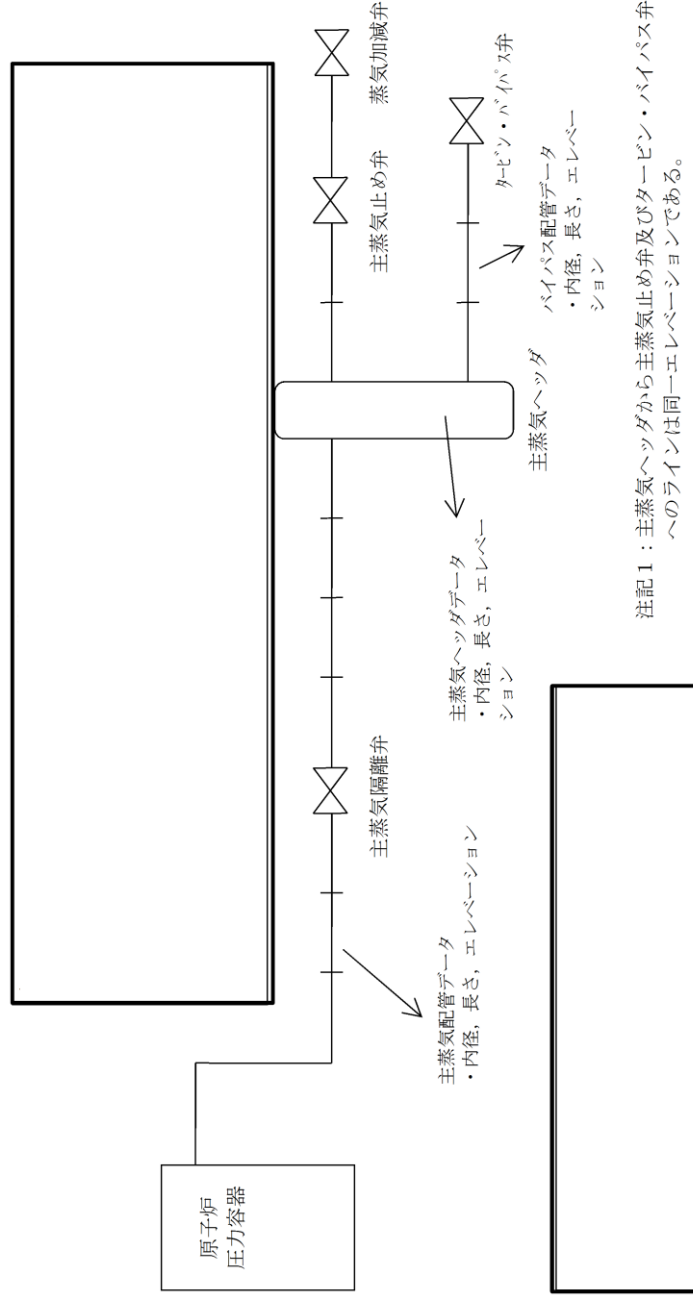 原子炉
圧力容器
主蒸気配管データ
・内径，長さ，エレベーション
主蒸気隔離弁
主蒸気ヘッダデータ
・内径，長さ，エレベー
ション
主蒸気ヘッダ
バイパス配管データ
・内径，長さ，エレベー
ション
主蒸気止め弁
蒸気加減弁
ﾀｰﾋﾞﾝ・ﾊﾞｲﾊﾟｽ弁
注記１：主蒸気ヘッダから主蒸気止め弁及びタービン・バイパス弁
へのラインは同一エレベーションである。